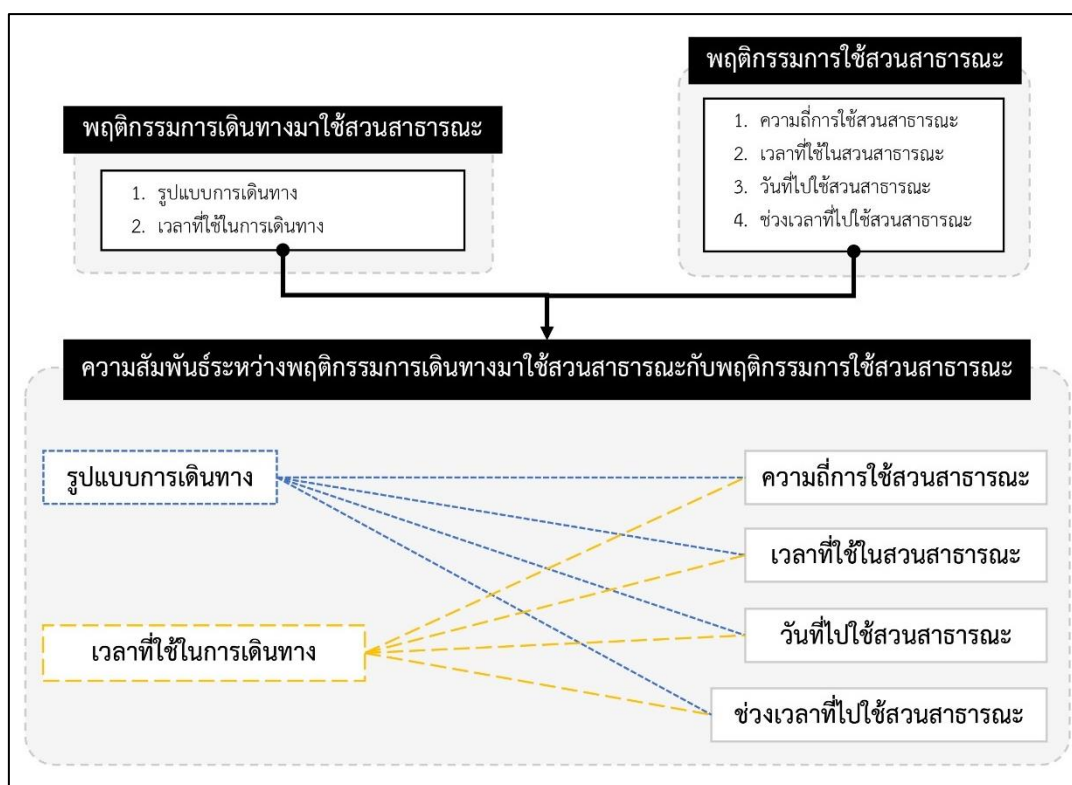 พฤติกรรมการใช้สวนสาธารณะ
1. ความถี่การใช้สวนสาธารณะ
2. เวลาที่ใช้ในสวนสาธารณะ
3. วันที่ไปใช้สวนสาธารณะ
4. ช่วงเวลาที่ไปใช้สวนสาธารณะ
พฤติกรรมการเดินทางมาใช้สวนสาธารณะ
1. รูปแบบการเดินทาง
2. เวลาที่ใช้ในการเดินทาง
ความสัมพันธ์ระหว่างพฤติกรรมการเดินทางมาใช้สวนสาธารณะกับพฤติกรรมการใช้สวนสาธารณะ
รูปแบบการเดินทาง
ความถี่การใช้สวนสาธารณะ
เวลาที่ใช้ในสวนสาธารณะ
เวลาที่ใช้ในการเดินทาง
วันที่ไปใช้สวนสาธารณะ
ช่วงเวลาที่ไปใช้สวนสาธารณะ